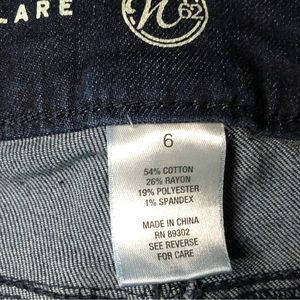 LARE
N
62
6
54% COTTON
26% RAYON
19% POLYESTER
1% SPANDEX
MADE IN CHINA
RN 89302
SEE REVERSE
FOR CARE